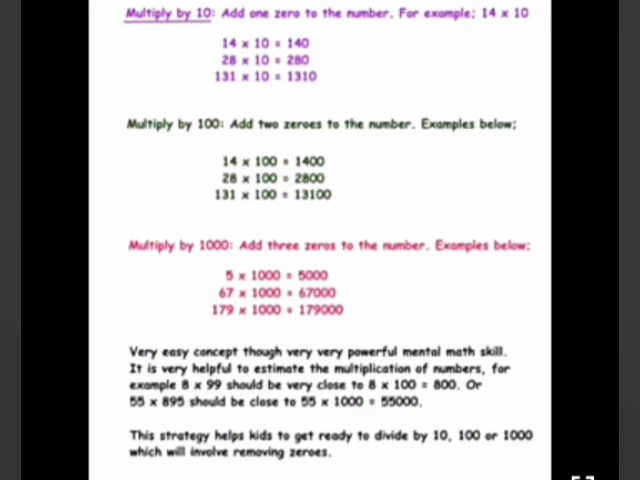 Multiply by 10: Add one zero to the number. For example; 14 x 10
14 x 10 = 140
28 x 10 = 280
131 x 10 = 1310
Multiply by 100: Add two zeroes to the number. Examples below;
14 x 100 = 1400
28 x 100 = 2800
131 x 100 = 13100
Multiply by 1000: Add three zeros to the number. Examples below;
5 x 1000 = 5000
67 x 1000 = 67000
179 x 1000 = 179000
Very easy concept though very very powerful mental math skill.
It is very helpful to estimate the multiplication of numbers, for
example 8 x 99 should be very close to 8 x 100 = 800. Or
55 x 895 should be close to 55 x 1000 = 55000.
This strategy helps kids to get ready to divide by 10, 100 or 1000
which will involve removing zeroes.